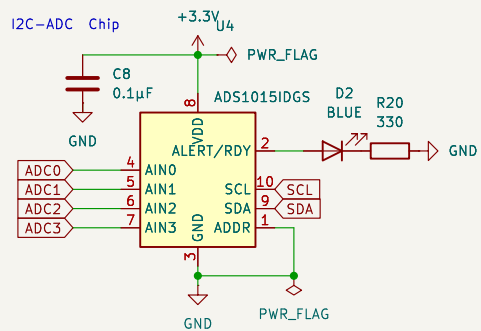 I2C-ADC Chip
+3.3V
U4
PWR_FLAG
C8
0.1µF
GND
ADS1015IDGS
8
VDD
D2
BLUE
R20
330
2
ALERT/RDY
GND
ADC0
4
AIN0
ADC1
5
AIN1
10
SCL
SCL
ADC2
6
AIN2
9
SDA
SDA
ADC3
7
AIN3
1
ADDR
GND
3
GND
PWR_FLAG